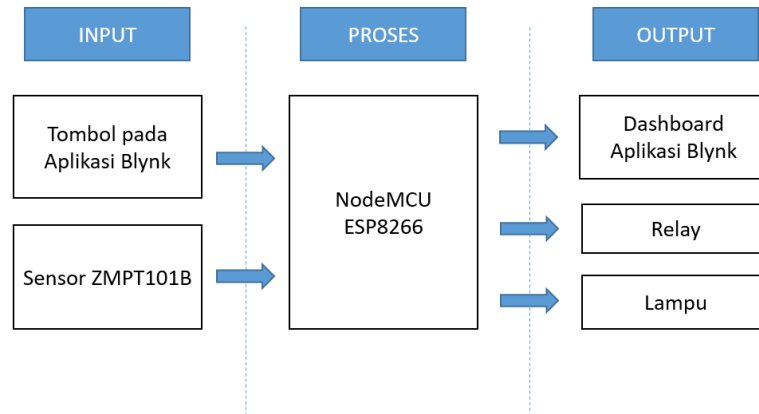 INPUT
PROSES
OUTPUT
Tombol pada
Aplikasi Blynk
Sensor ZMPT101B
NodeMCU
ESP8266
Dashboard
Aplikasi Blynk
Relay
Lampu